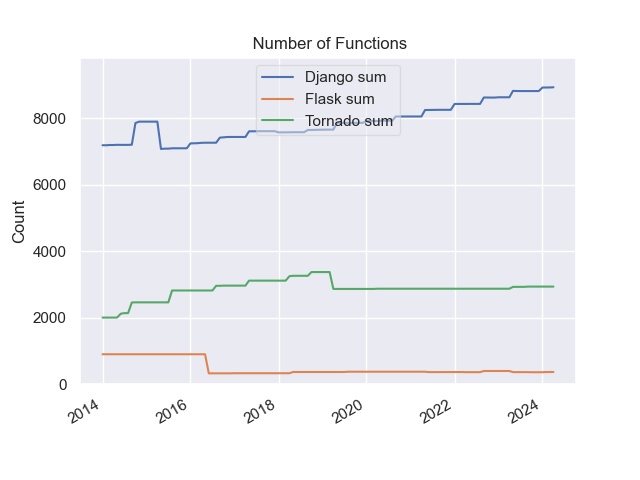 Number of Functions
Django sum
Flask sum
Tornado sum
Count
8000
6000
4000
2000
0
2014
2016
2018
2020
2022
2024